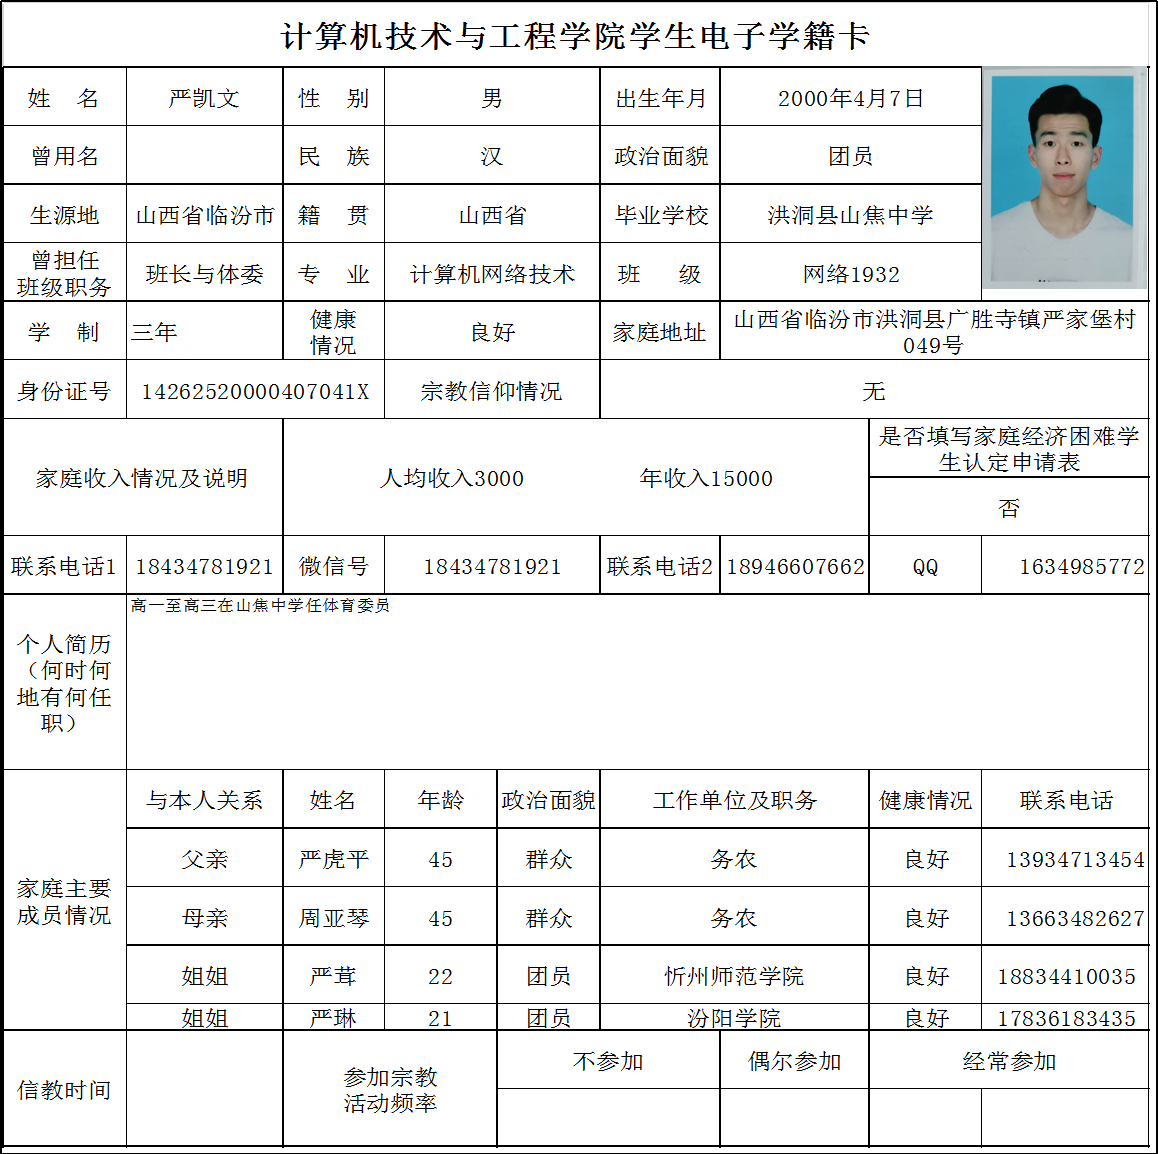 计算机技术与工程学院学生电子学籍卡
姓 名 严凯文 性 别 男 出生年月 2000年4月7日
曾用名 民 族 汉 政治面貌 团员
生源地 山西省临汾市 籍 贯 山西省 毕业学校 洪洞县山焦中学
曾担任
班级职务 班长与体委 专 业 计算机网络技术 班 级 网络1932
学 制 三年 健康
情况 良好 家庭地址 山西省临汾市洪洞县广胜寺镇严家堡村
049号
身份证号 14262520000407041X 宗教信仰情况 无
家庭收入情况及说明 人均收入3000 年收入15000 是否填写家庭经济困难学
生认定申请表
否
联系电话1 18434781921 微信号 18434781921 联系电话2 18946607662 QQ 1634985772
个人简历
（何时何
地有何任
职）
高一至高三在山焦中学任体育委员
家庭主要
成员情况
与本人关系 姓名 年龄 政治面貌 工作单位及职务 健康情况 联系电话
父亲 严虎平 45 群众 务农 良好 13934713454
母亲 周亚琴 45 群众 务农 良好 13663482627
姐姐 严茸 22 团员 忻州师范学院 良好 18834410035
姐姐 严琳 21 团员 汾阳学院 良好 17836183435
信教时间 参加宗教
活动频率 不参加 偶尔参加 经常参加